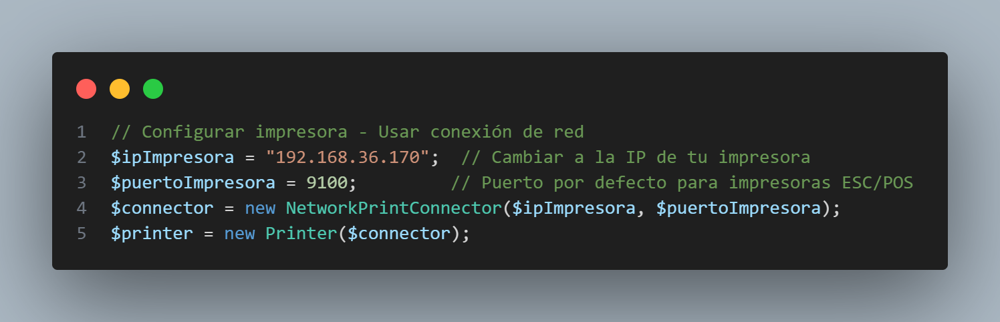 1 // Configurar impresora - Usar conexión de red
2 $ipImpresora = "192.168.36.170";  // Cambiar a la IP de tu impresora
3 $puertoImpresora = 9100;         // Puerto por defecto para impresoras ESC/POS
4 $connector = new NetworkPrintConnector($ipImpresora, $puertoImpresora);
5 $printer = new Printer($connector);